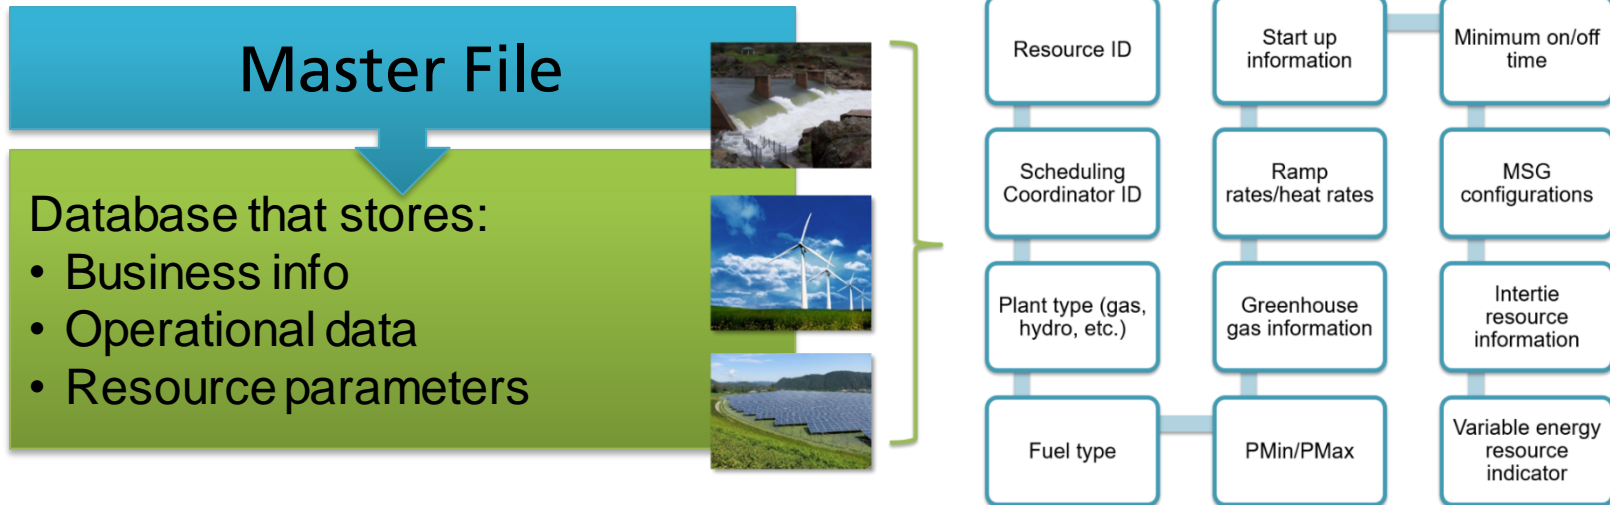 Master File
Database that stores:
• Business info
• Operational data
• Resource parameters
Resource ID
Scheduling
Coordinator ID
Plant type (gas,
hydro, etc.)
Fuel type
PMin/PMax
Greenhouse
gas information
Ramp
rates/heat rates
Start up
information
Minimum on/off
time
MSG
configurations
Intertie
resource
information
Variable energy
resource
indicator